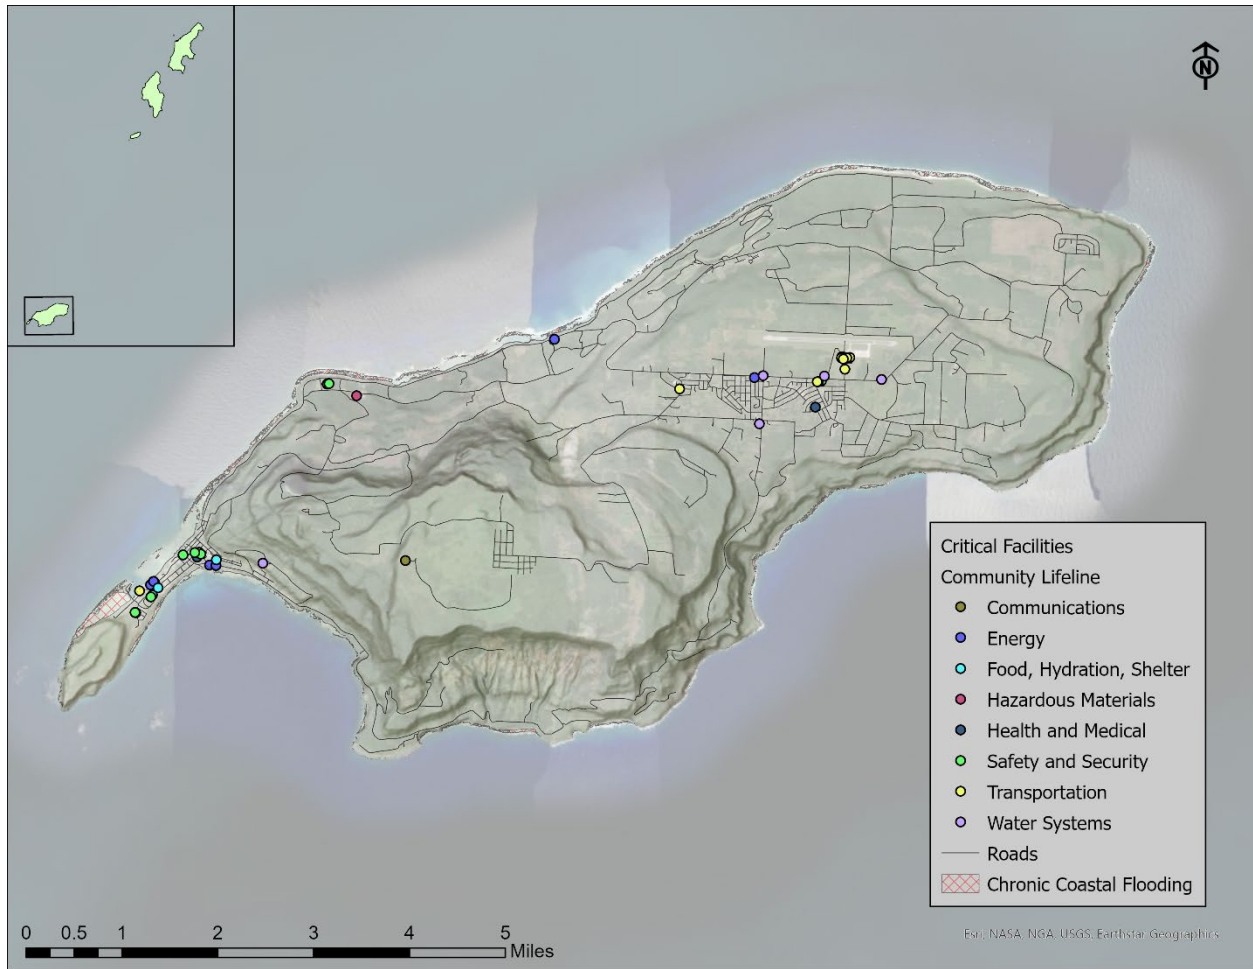 N
Critical Facilities
Community Lifeline
Communications
Energy
Food, Hydration, Shelter
Hazardous Materials
Health and Medical
Safety and Security
Transportation
Water Systems
Roads
Chronic Coastal Flooding
0 0.5 1 2 3 4 5
Miles
Esri, NASA, NGA, USGS, Earthstar Geographics